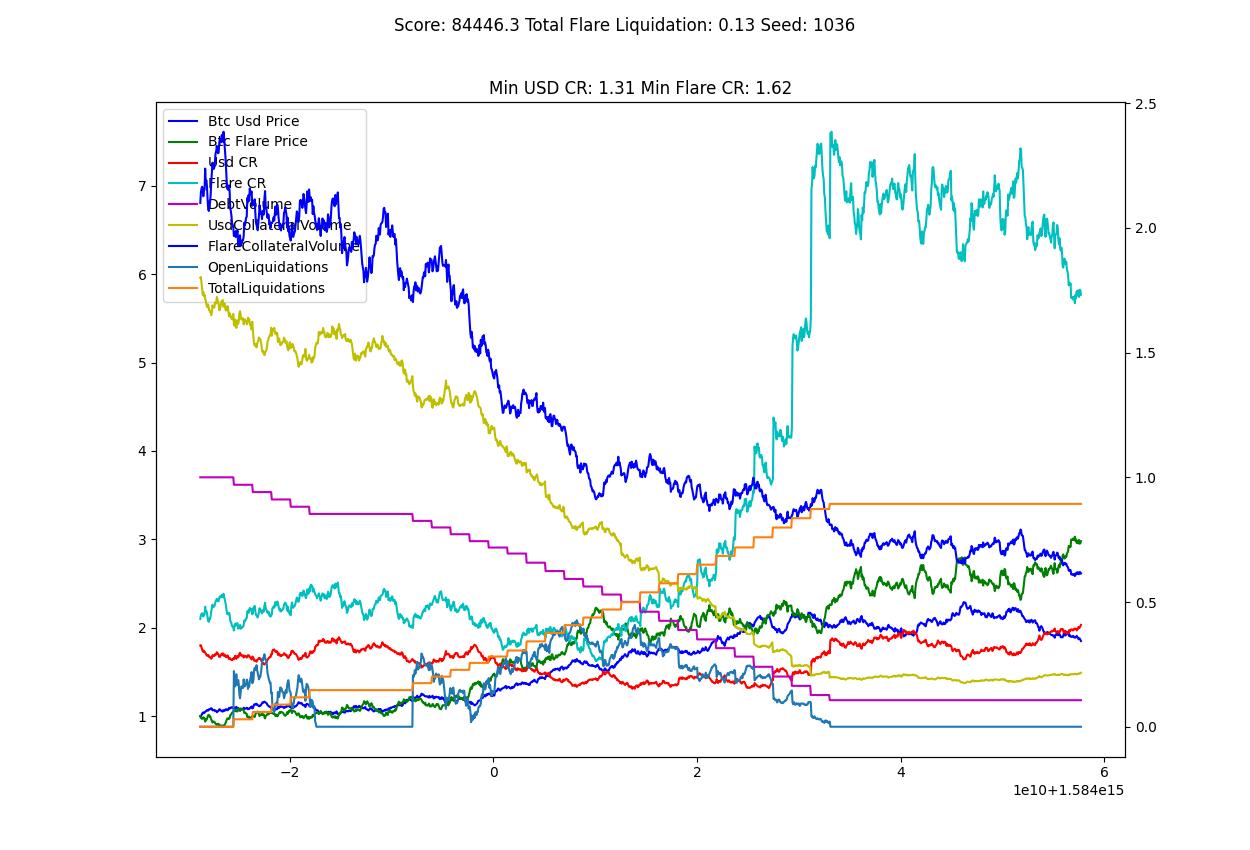 Score: 84446.3 Total Flare Liquidation: 0.13 Seed: 1036
Min USD CR: 1.31 Min Flare CR: 1.62
Btc Usd Price
Btc Flare Price
Usd CR
Flare CR
DebtVolume
UsdCollateralVolume
FlareCollateralVolume
OpenLiquidations
TotalLiquidations
7
6
5
4
3
2
1
2.5
2.0
1.5
1.0
0.5
0.0
−2 0 2 4 6
1e10+1.584e15